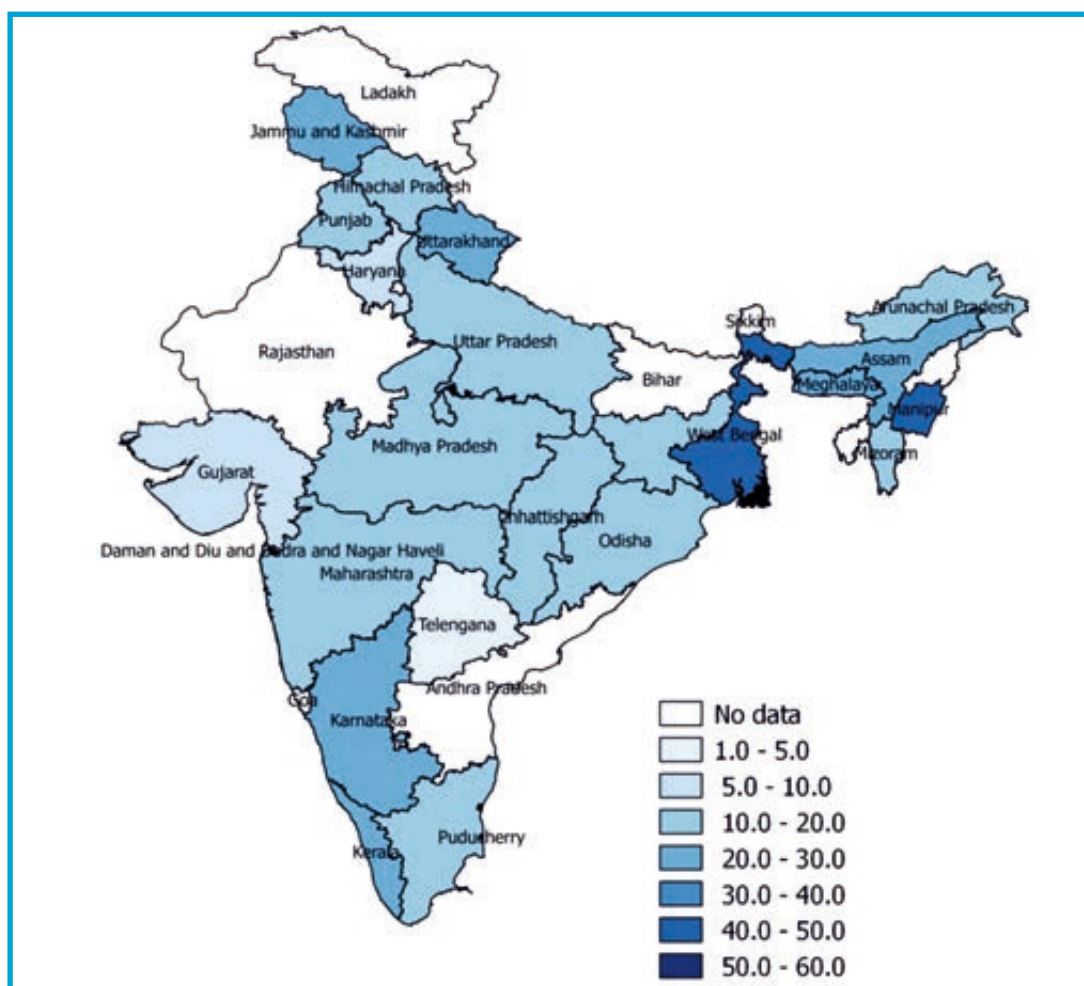 Ladakh
Jammu and Kashmir
Himachal Pradesh
Punjab
Uttarakhand
Haryana
Arunachal Pradesh
Sikkim
Uttar Pradesh
Rajasthan
Assam
Bihar
Meghalaya
Manipur
West Bengal
Madhya Pradesh
Mizoram
Gujarat
Chhattishgarh
Odisha
Daman and Diu and Dadra and Nagar Haveli
Maharashtra
Telengana
Andhra Pradesh
Goa
Karnataka
Puducherry
Kerala
No data
1.0 - 5.0
5.0 - 10.0
10.0 - 20.0
20.0 - 30.0
30.0 - 40.0
40.0 - 50.0
50.0 - 60.0